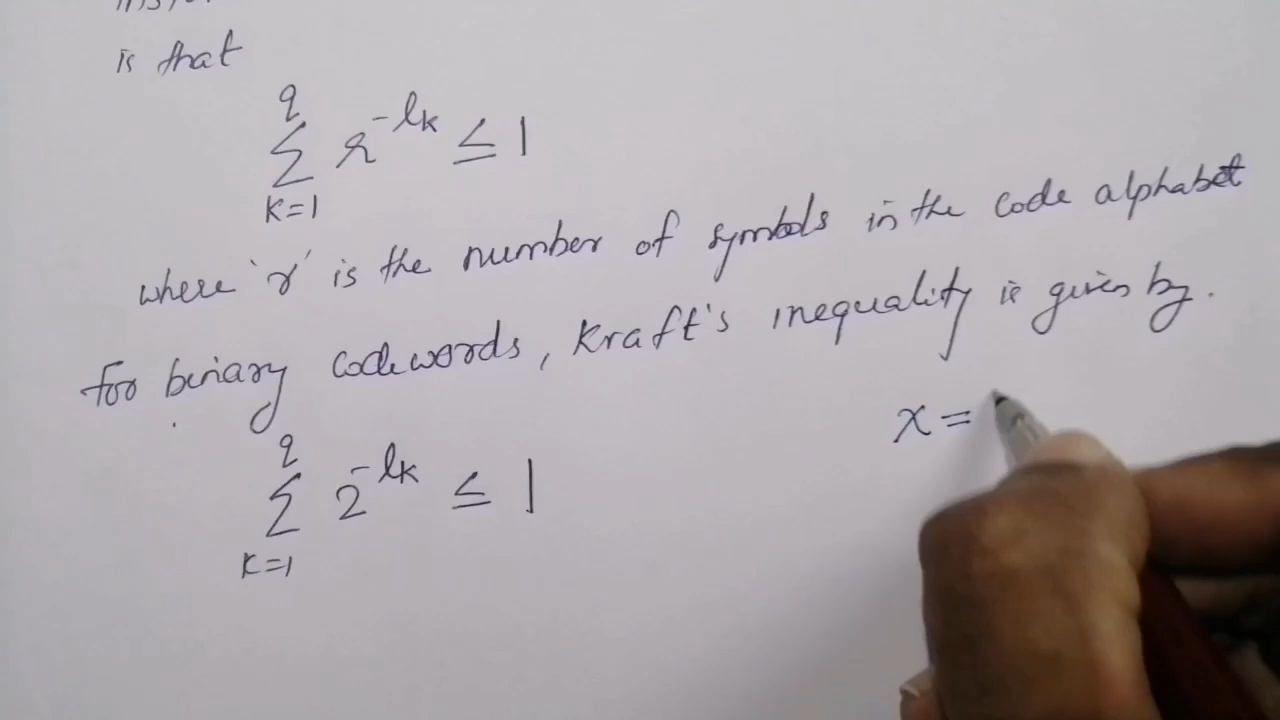 is that
q
∑ r^{-lk} ≤ 1
K=1
where 'r' is the number of symbols in the code alphabet
for binary codewords, Kraft's inequality is given by.
x =
q
∑ 2^{-lk} ≤ 1
K=1